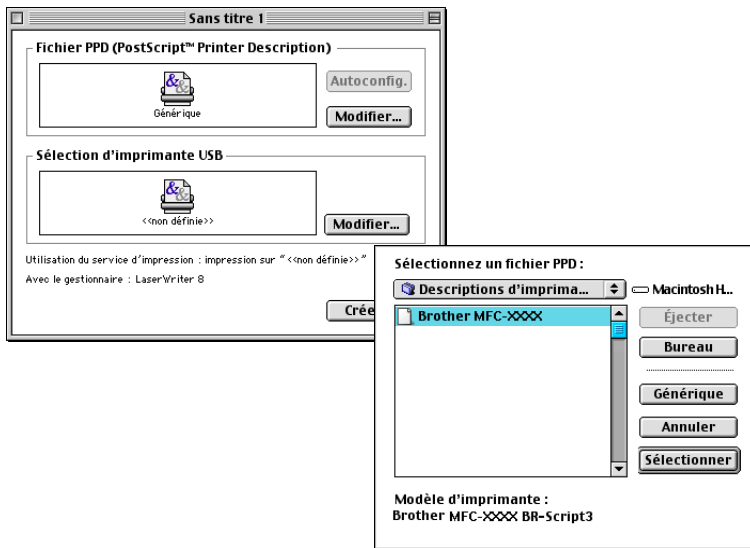 Sans titre 1
Fichier PPD (PostScript™ Printer Description)
Générique
Autoconfig.
Modifier...
Sélection d'imprimante USB
<<non définie>>
Modifier...
Utilisation du service d'impression : impression sur "<<non définie>>"
Avec le gestionnaire : LaserWriter 8
Crée
Sélectionnez un fichier PPD :
Descriptions d'imprima...
Macintosh H...
Brother MFC-XXXX
Éjecter
Bureau
Générique
Annuler
Sélectionner
Modèle d'imprimante :
Brother MFC-XXXX BR-Script3